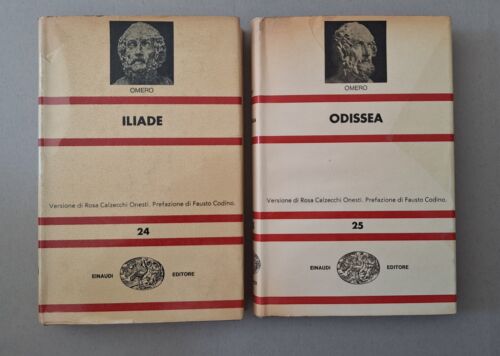 OMERO
ILIADE
Versione di Rosa Calzecchi Onesti. Prefazione di Fausto Codino.
24
EINAUDI EDITORE
OMERO
ODISSEA
Versione di Rosa Calzecchi Onesti. Prefazione di Fausto Codino.
25
EINAUDI EDITORE